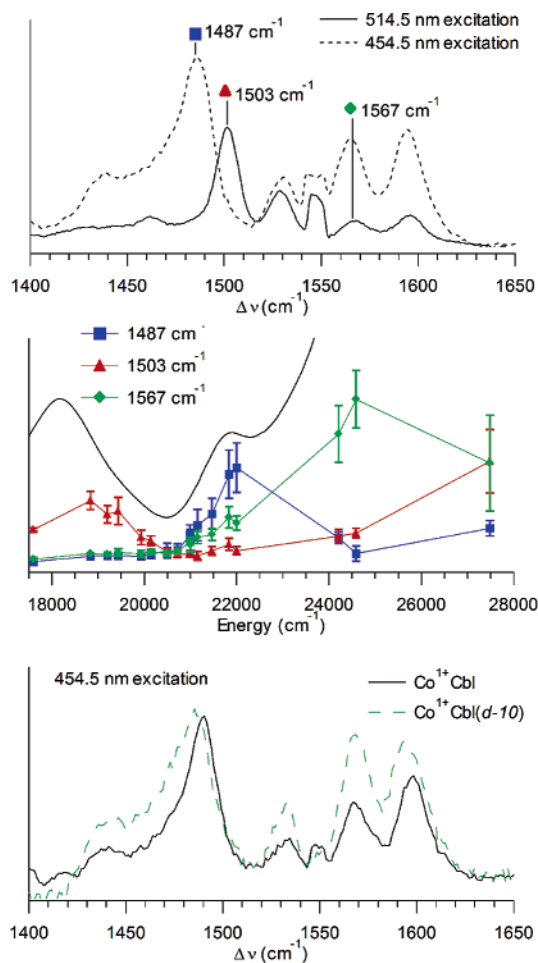 1487 cm⁻¹
514.5 nm excitation
454.5 nm excitation
1503 cm⁻¹
1567 cm⁻¹
1400 1450 1500 1550 1600 1650
Δν (cm⁻¹)
1487 cm⁻
1503 cm⁻¹
1567 cm⁻¹
18000 20000 22000 24000 26000 28000
Energy (cm⁻¹)
454.5 nm excitation
Co¹⁺Cbl
Co¹⁺Cbl(d-10)
1400 1450 1500 1550 1600 1650
Δν (cm⁻¹)